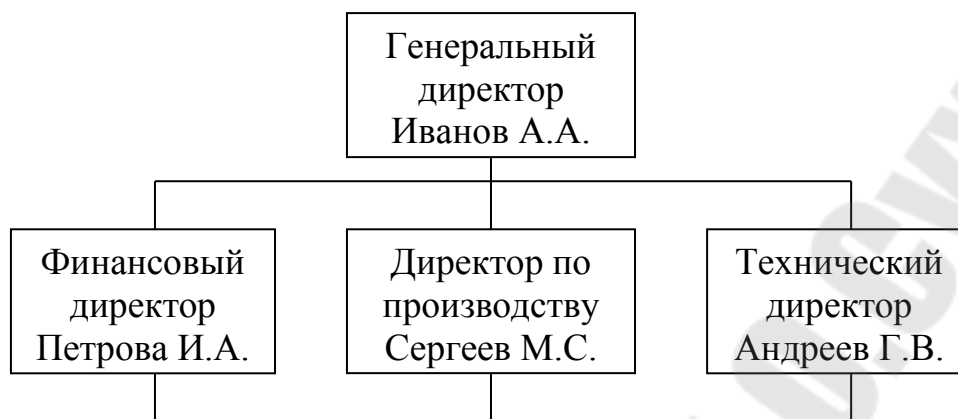 Генеральный
директор
Иванов А.А.
Финансовый
директор
Петрова И.А.
Директор по
производству
Сергеев М.С.
Технический
директор
Андреев Г.В.